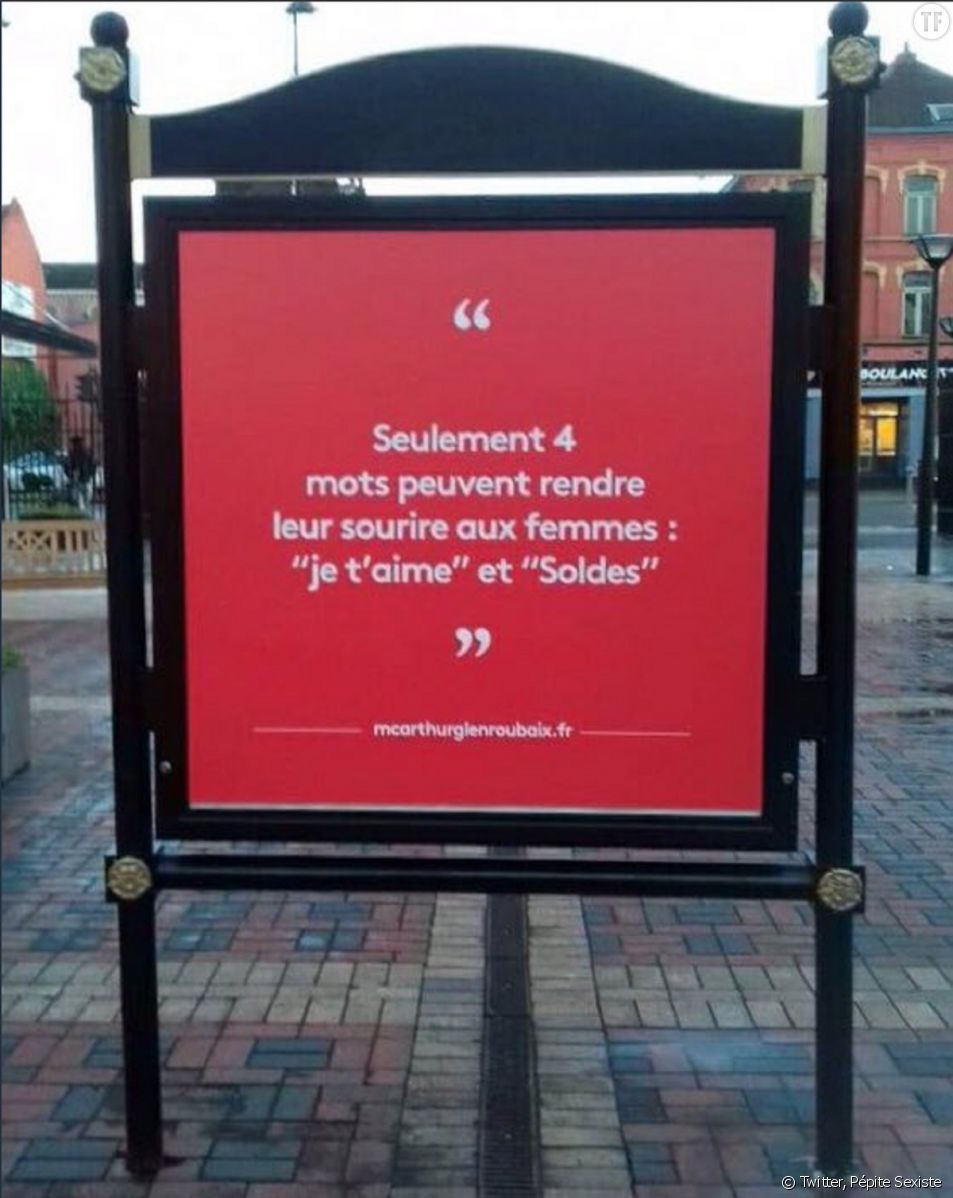 TF
“
Seulement 4
mots peuvent rendre
leur sourire aux femmes :
“je t’aime” et “Soldes”
”
mcarthurglenroubaix.fr
© Twitter, Pépite Sexiste